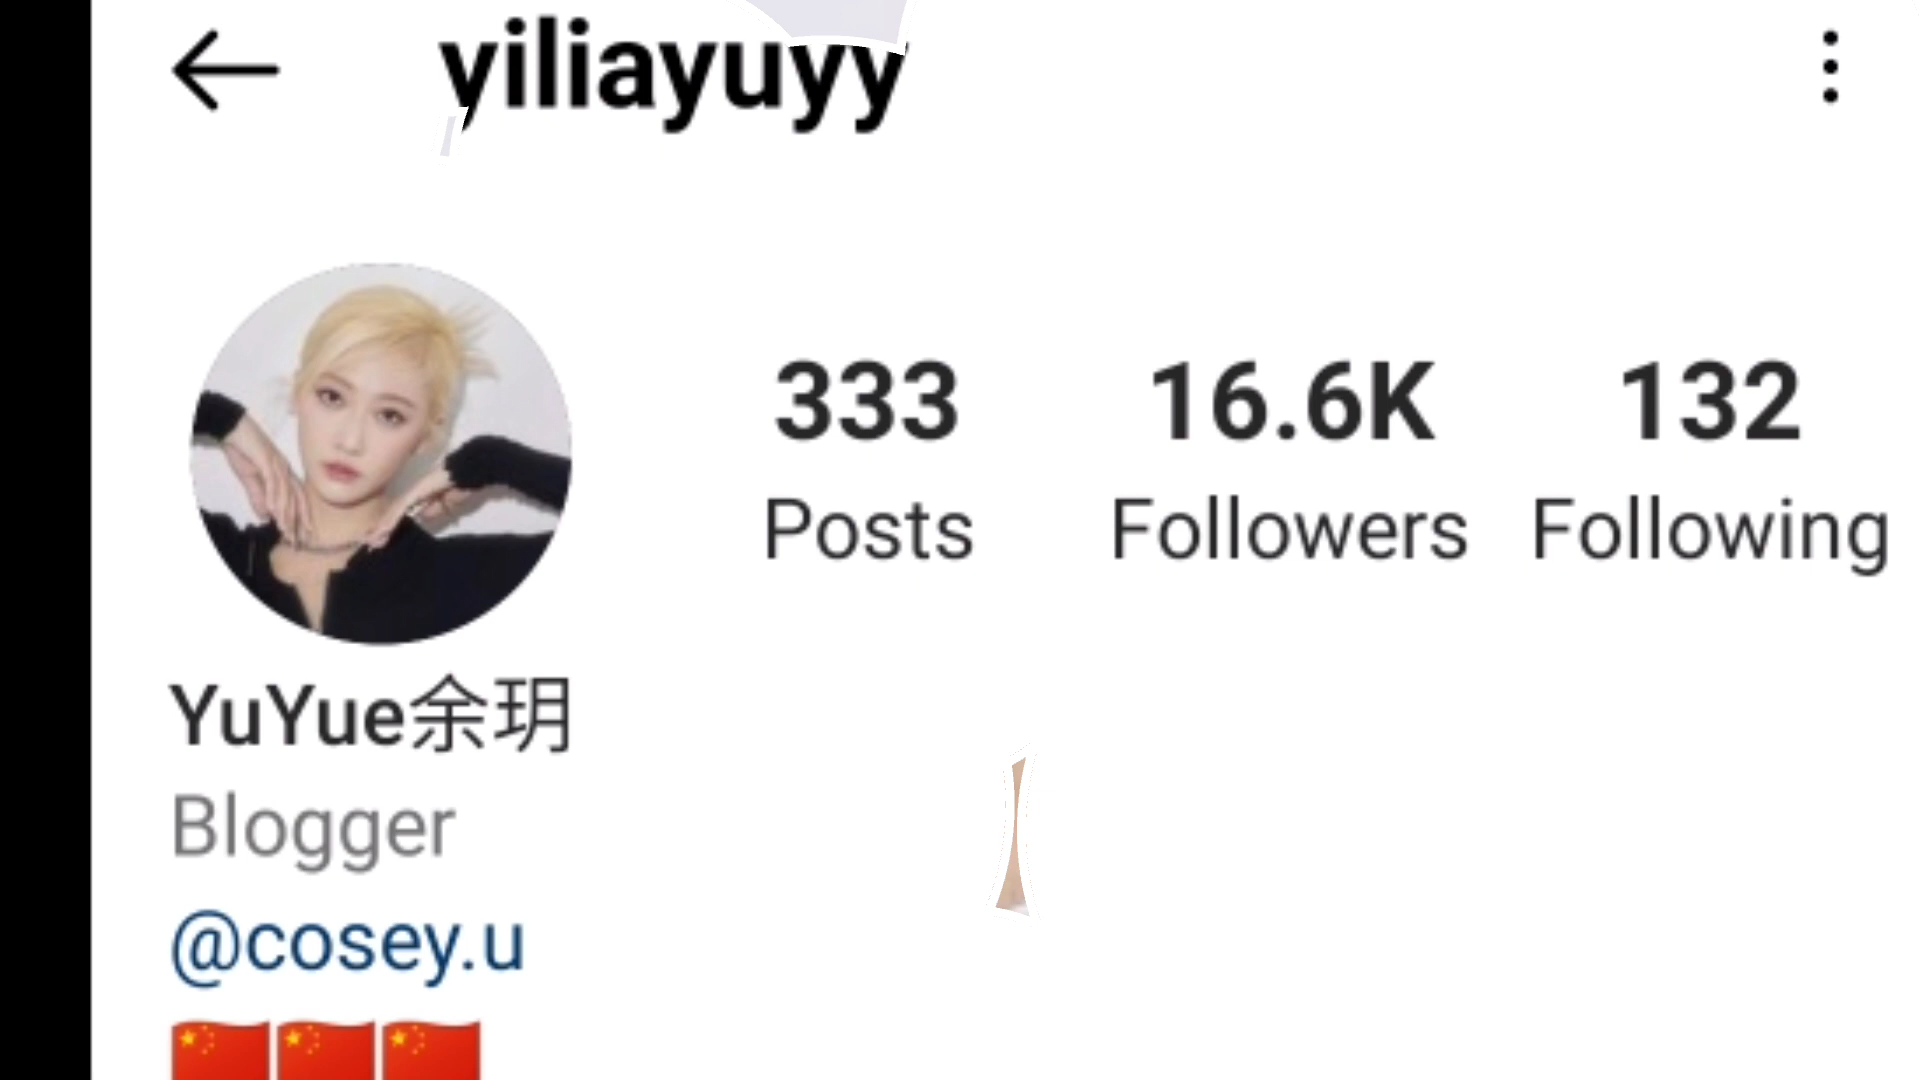 yiliayuyy
333 16.6K 132
Posts Followers Following
YuYue余玥
Blogger
@cosey.u
🇨🇳🇨🇳🇨🇳